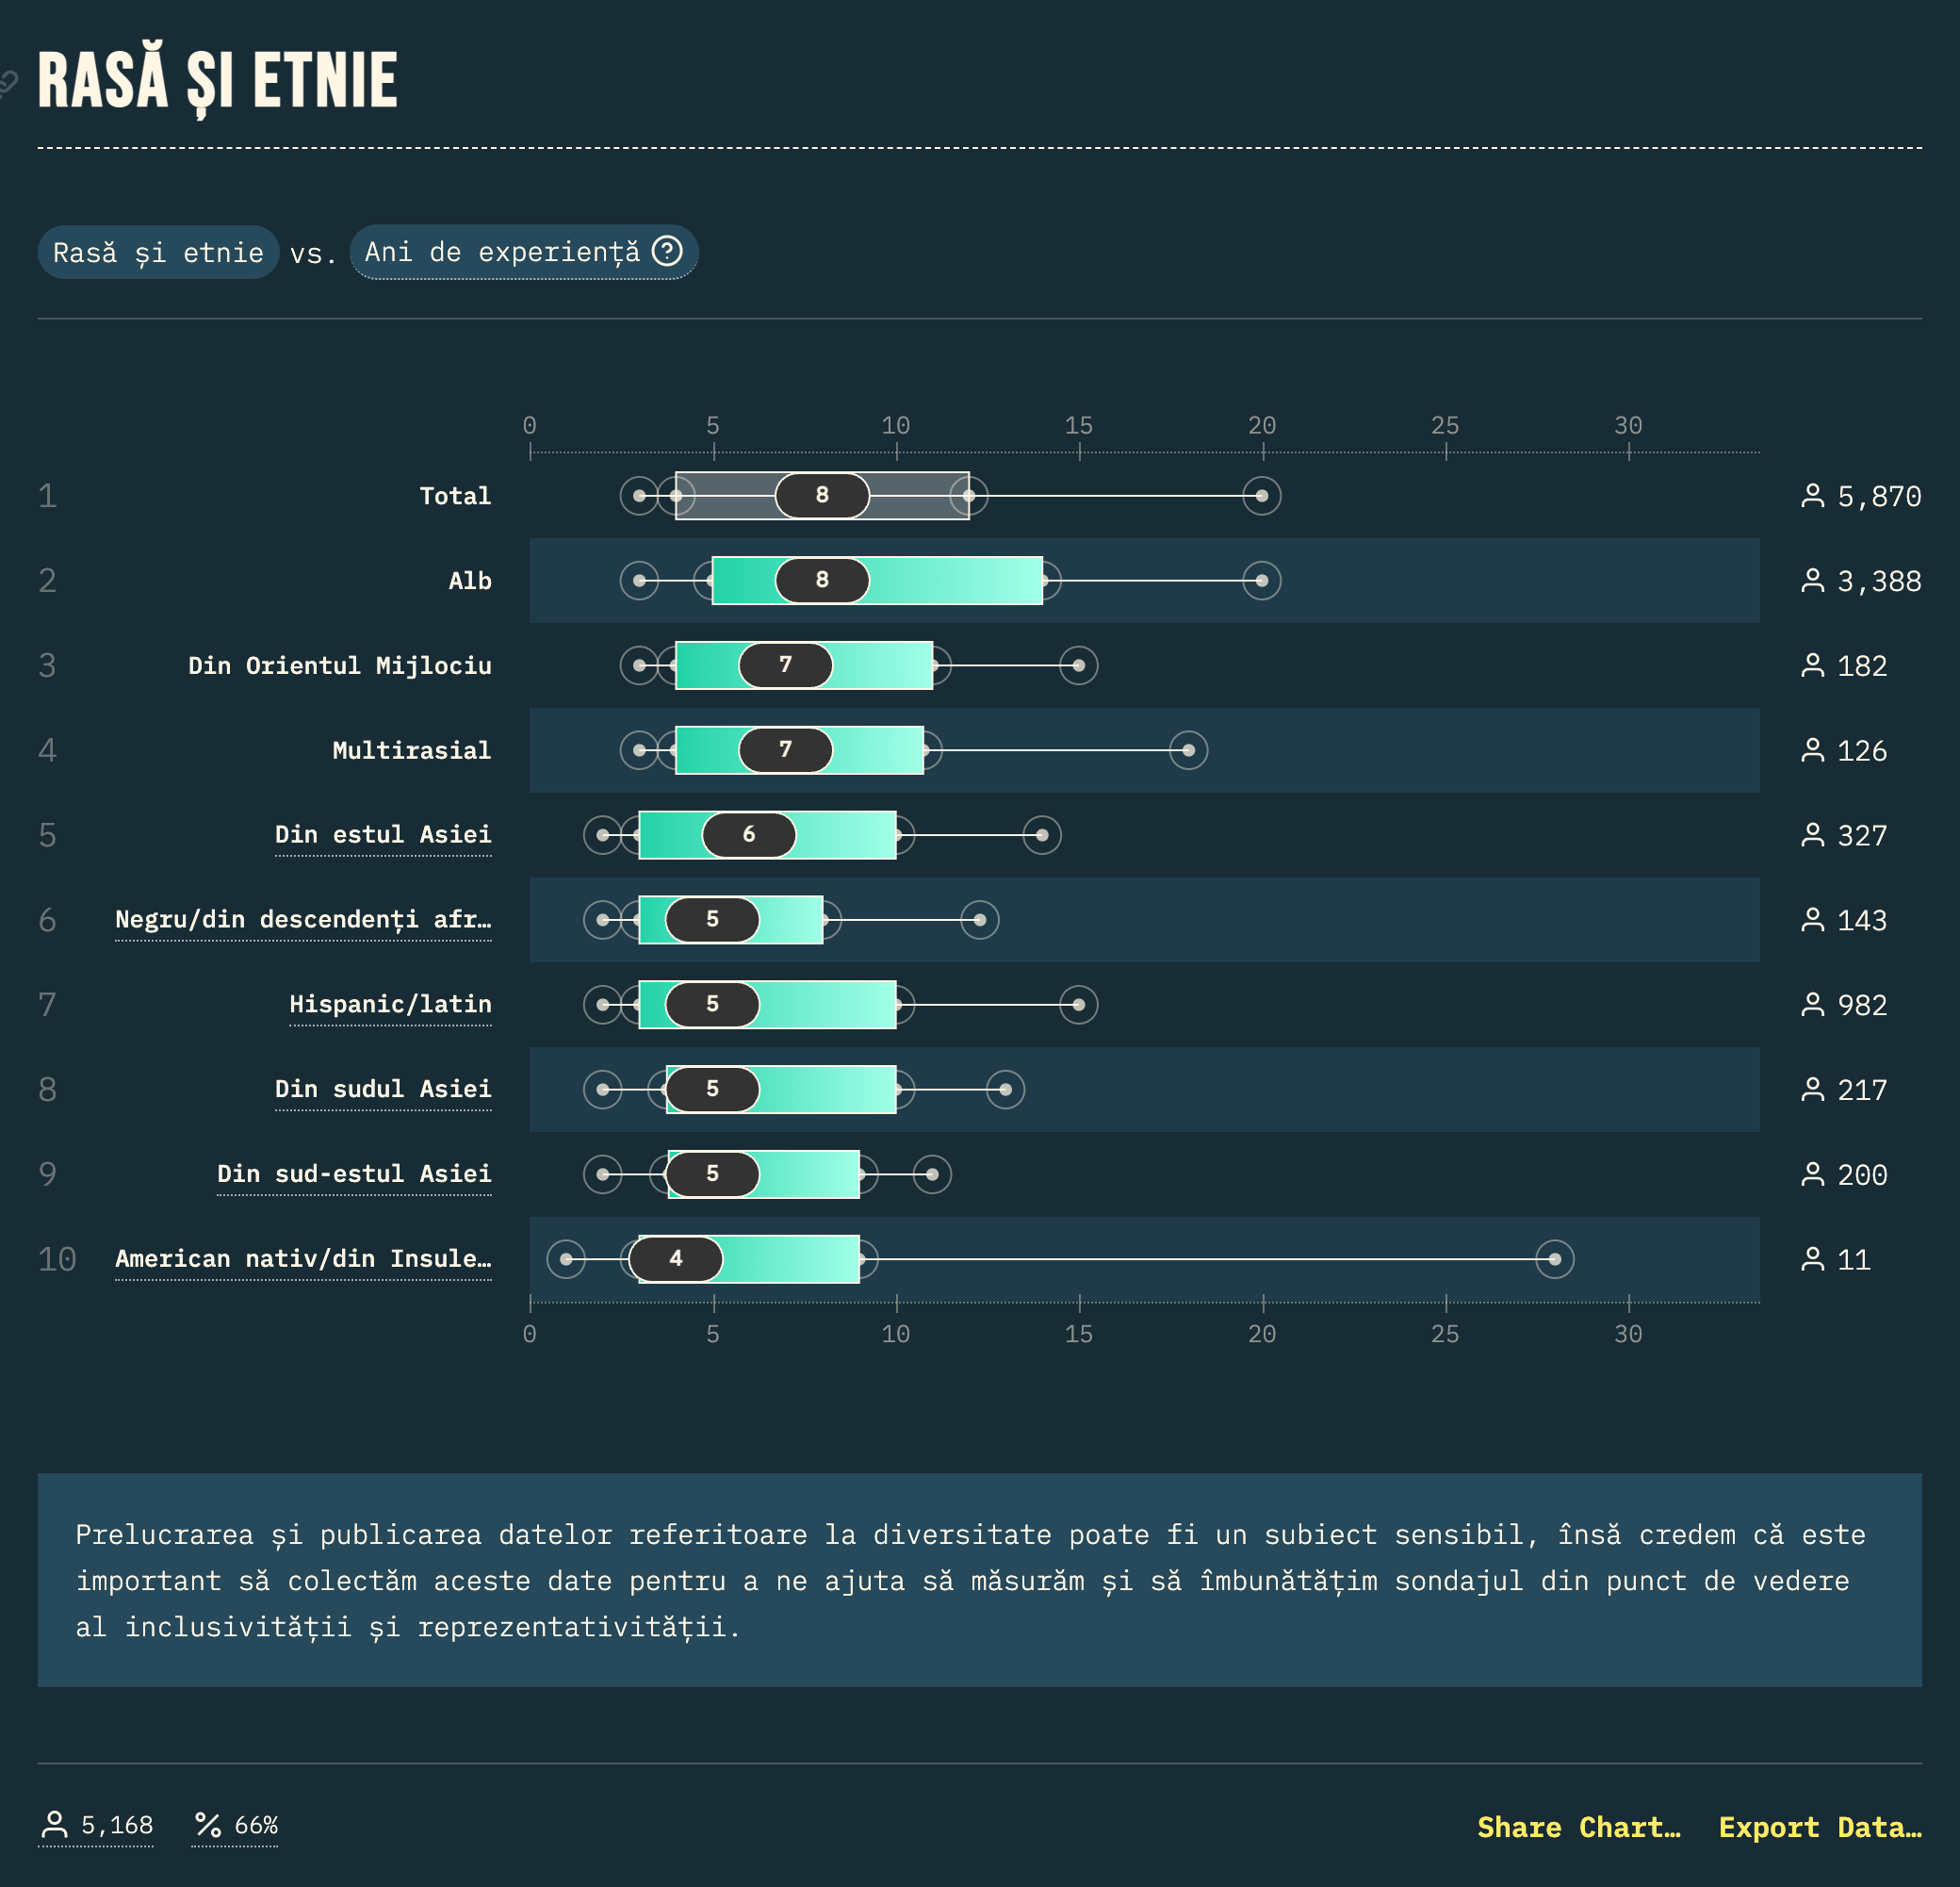 RASĂ ȘI ETNIE
Rasă și etnie vs. Ani de experiență
0 5 10 15 20 25 30
1 Total 8 5,870
2 Alb 8 3,388
3 Din Orientul Mijlociu 7 182
4 Multirasial 7 126
5 Din estul Asiei 6 327
6 Negru/din descendenți afr… 5 143
7 Hispanic/latin 5 982
8 Din sudul Asiei 5 217
9 Din sud-estul Asiei 5 200
10 American nativ/din Insule… 4 11
0 5 10 15 20 25 30
Prelucrarea și publicarea datelor referitoare la diversitate poate fi un subiect sensibil, însă credem că este
important să colectăm aceste date pentru a ne ajuta să măsurăm și să îmbunătățim sondajul din punct de vedere
al inclusivității și reprezentativității.
5,168 66% Share Chart… Export Data…